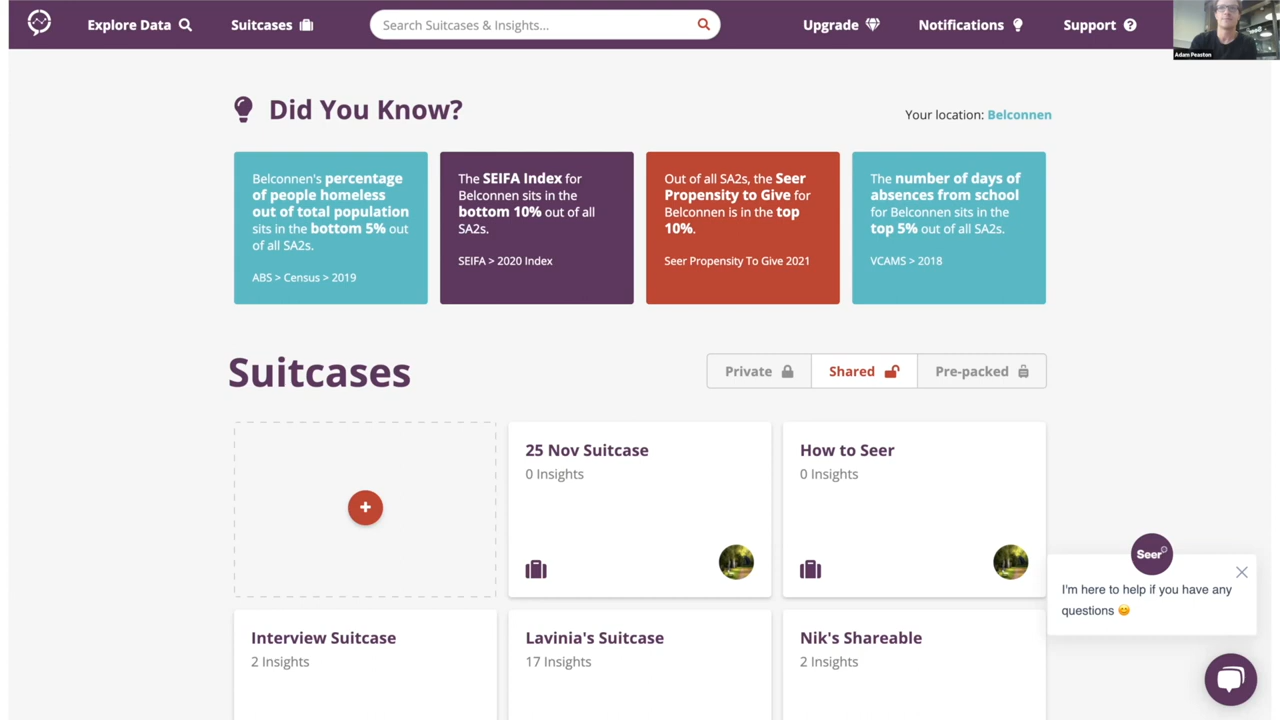 Explore Data
Suitcases
Search Suitcases & Insights...
Upgrade
Notifications
Support
Adam Peaston
Did You Know?
Your location: Belconnen
Belconnen's percentage
of people homeless
out of total population
sits in the bottom 5% out
of all SA2s.
ABS > Census > 2019
The SEIFA Index for
Belconnen sits in the
bottom 10% out of all
SA2s.
SEIFA > 2020 Index
Out of all SA2s, the Seer
Propensity to Give for
Belconnen is in the top
10%.
Seer Propensity To Give 2021
The number of days of
absences from school
for Belconnen sits in the
top 5% out of all SA2s.
VCAMS > 2018
Suitcases
Private
Shared
Pre-packed
25 Nov Suitcase
0 Insights
How to Seer
0 Insights
Seer
I'm here to help if you have any
questions 😊
Interview Suitcase
2 Insights
Lavinia's Suitcase
17 Insights
Nik's Shareable
2 Insights